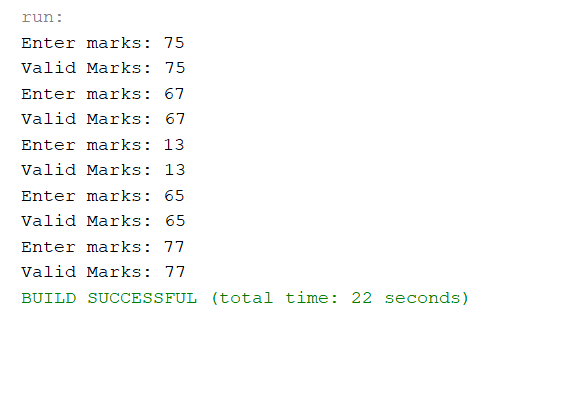 run:
Enter marks: 75
Valid Marks: 75
Enter marks: 67
Valid Marks: 67
Enter marks: 13
Valid Marks: 13
Enter marks: 65
Valid Marks: 65
Enter marks: 77
Valid Marks: 77
BUILD SUCCESSFUL (total time: 22 seconds)